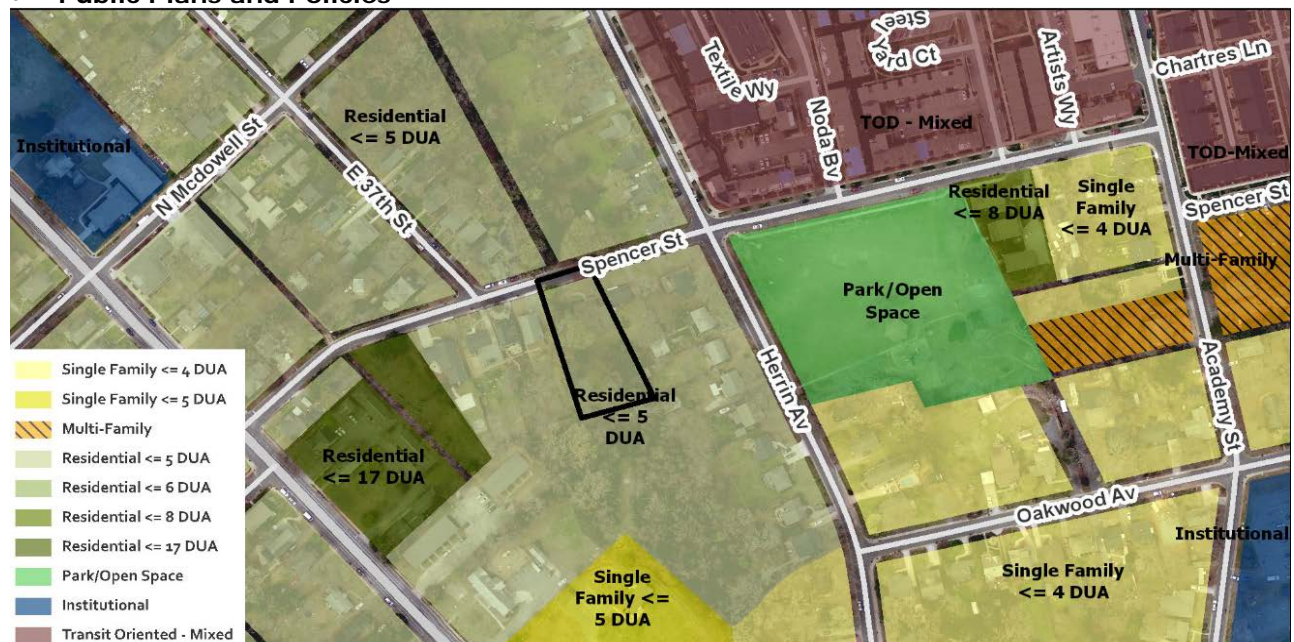 Public Plans and Policies
Steel
Yard Ct
Textile Wy
Artists Wy
Chartres Ln
Noda Bv
Residential
<= 5 DUA
TOD - Mixed
Institutional
N Mcdowell St
TOD-Mixed
E 37th St
Residential
<= 8 DUA
Single
Family
<= 4 DUA
Spencer St
Spencer St
Multi-Family
Park/Open
Space
Herrin Av
Academy St
Residential
<= 5
DUA
Residential
<= 17 DUA
Oakwood Av
Institutional
Single
Family <=
5 DUA
Single Family
<= 4 DUA
Single Family <= 4 DUA
Single Family <= 5 DUA
Multi-Family
Residential <= 5 DUA
Residential <= 6 DUA
Residential <= 8 DUA
Residential <= 17 DUA
Park/Open Space
Institutional
Transit Oriented - Mixed